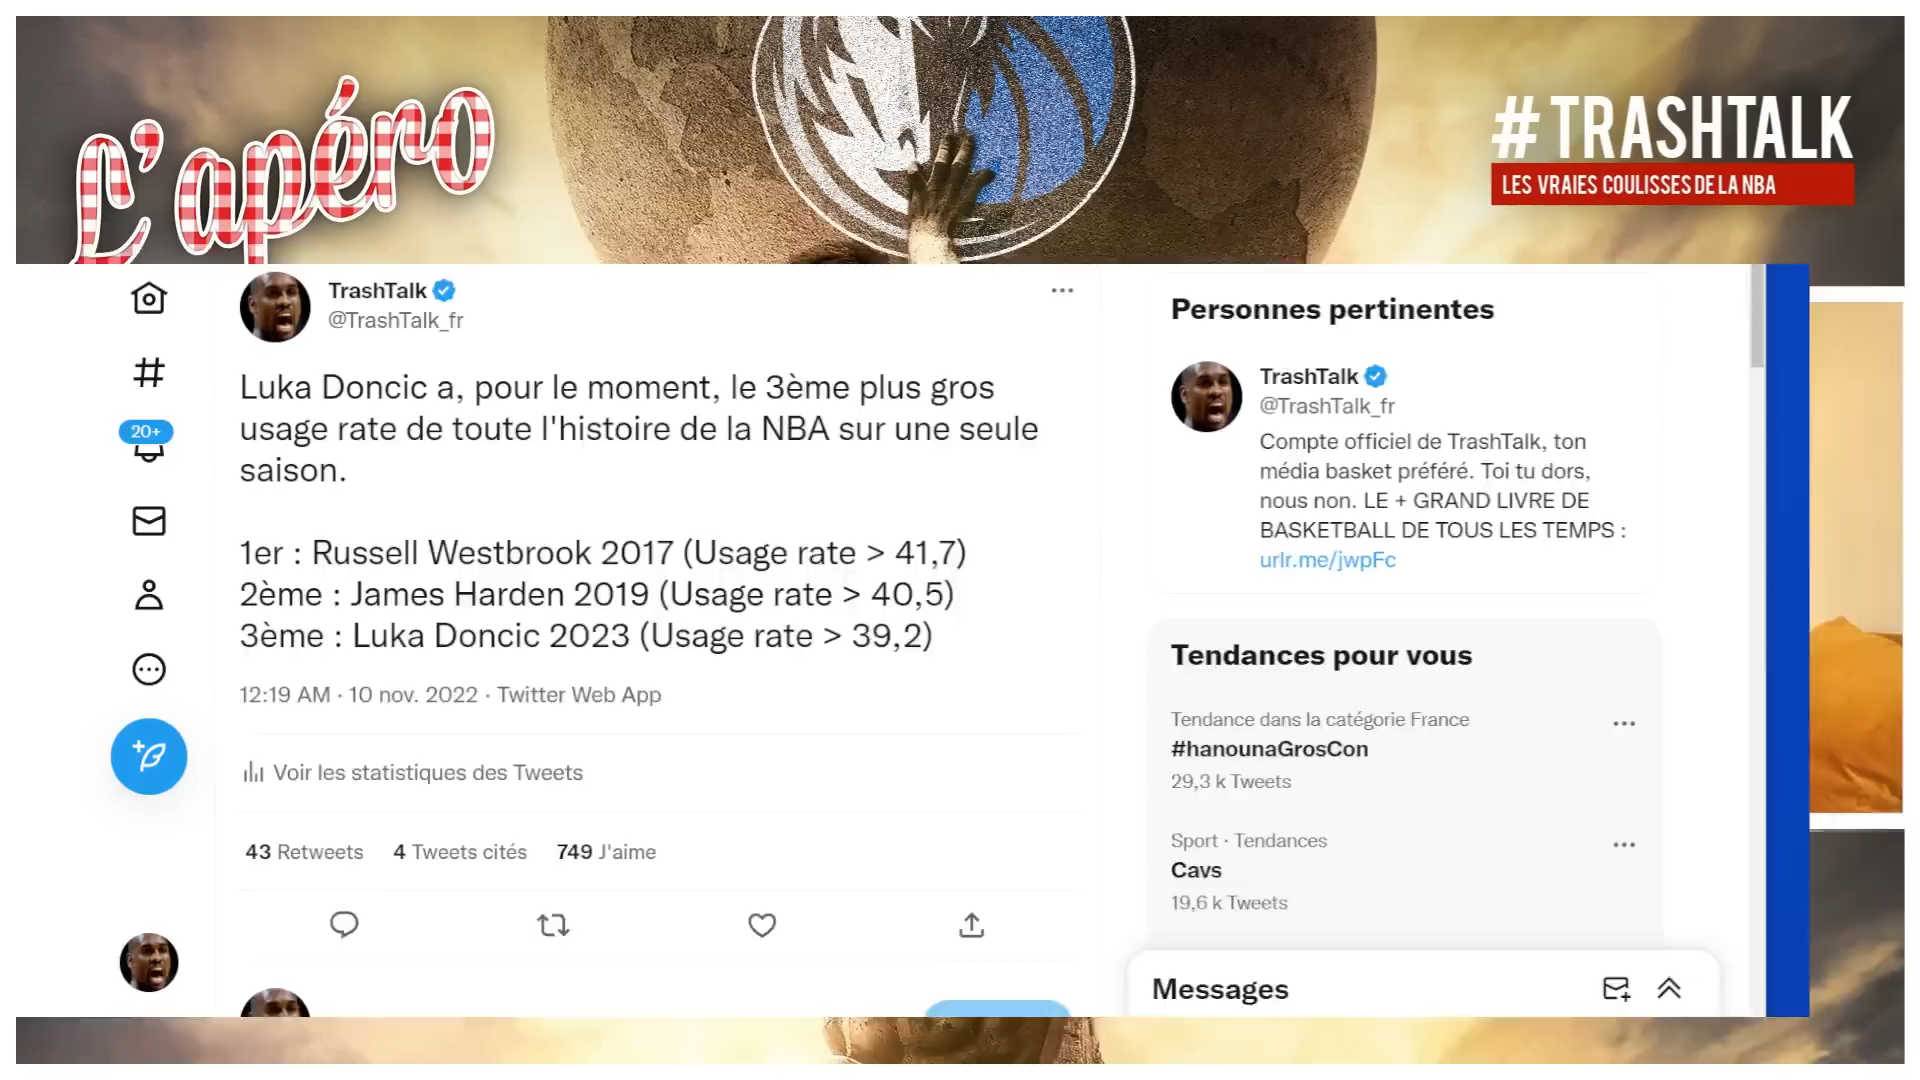 L'apéro
#TRASHTALK
LES VRAIES COULISSES DE LA NBA
TrashTalk
@TrashTalk_fr
Luka Doncic a, pour le moment, le 3ème plus gros
usage rate de toute l'histoire de la NBA sur une seule
saison.
1er : Russell Westbrook 2017 (Usage rate > 41,7)
2ème : James Harden 2019 (Usage rate > 40,5)
3ème : Luka Doncic 2023 (Usage rate > 39,2)
12:19 AM · 10 nov. 2022 · Twitter Web App
Voir les statistiques des Tweets
43 Retweets 4 Tweets cités 749 J'aime
20+
Personnes pertinentes
TrashTalk
@TrashTalk_fr
Compte officiel de TrashTalk, ton
média basket préféré. Toi tu dors,
nous non. LE + GRAND LIVRE DE
BASKETBALL DE TOUS LES TEMPS :
urlr.me/jwpFc
Tendances pour vous
Tendance dans la catégorie France
#hanounaGrosCon
29,3 k Tweets
Sport · Tendances
Cavs
19,6 k Tweets
Messages